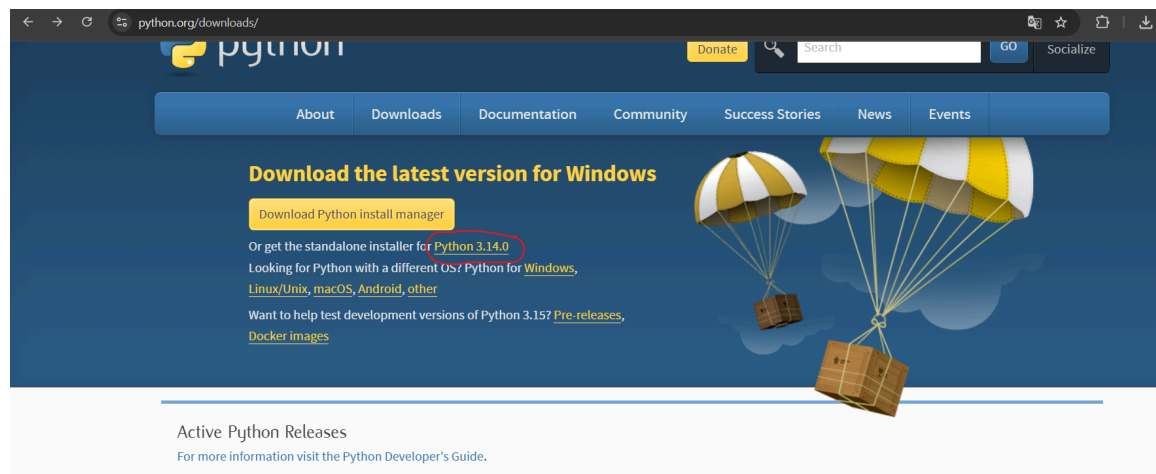 python.org/downloads/
python
Donate
Search
GO
Socialize
About Downloads Documentation Community Success Stories News Events
Download the latest version for Windows
Download Python install manager
Or get the standalone installer for Python 3.14.0
Looking for Python with a different OS? Python for Windows,
Linux/Unix, macOS, Android, other
Want to help test development versions of Python 3.15? Pre-releases,
Docker images
Active Python Releases
For more information visit the Python Developer's Guide.